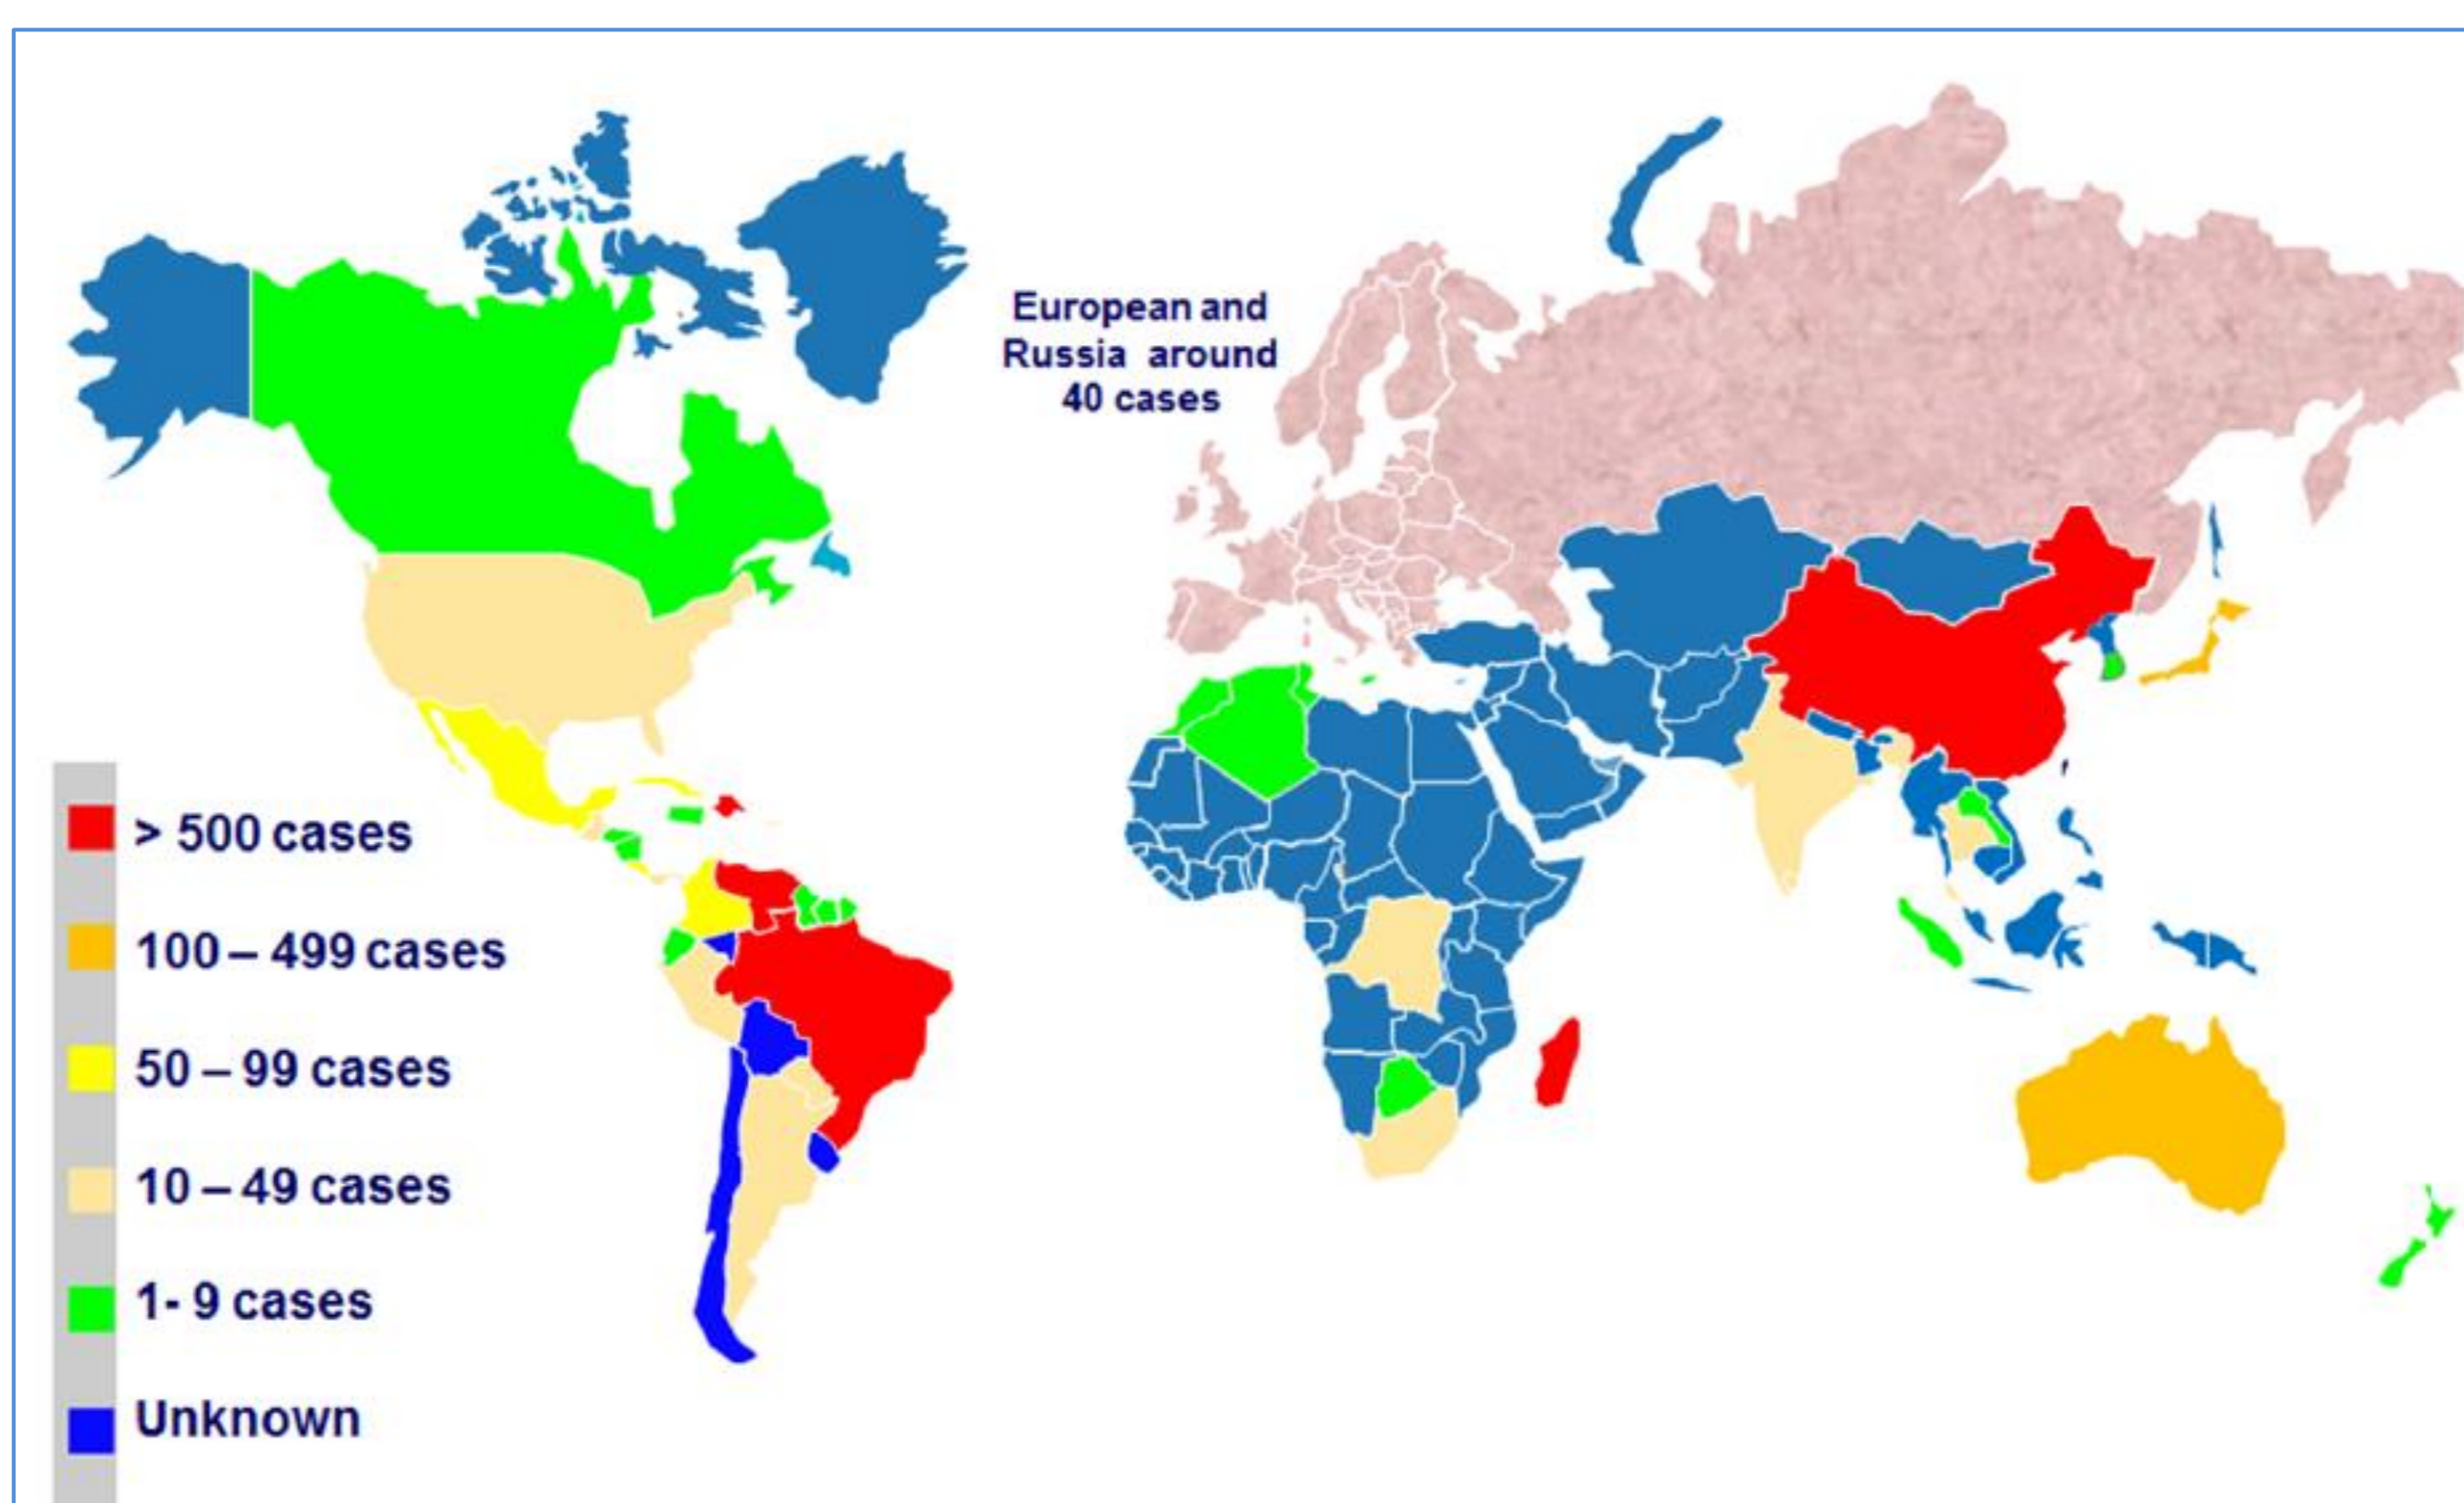 European and
Russia around
40 cases
> 500 cases
100 – 499 cases
50 – 99 cases
10 – 49 cases
1- 9 cases
Unknown